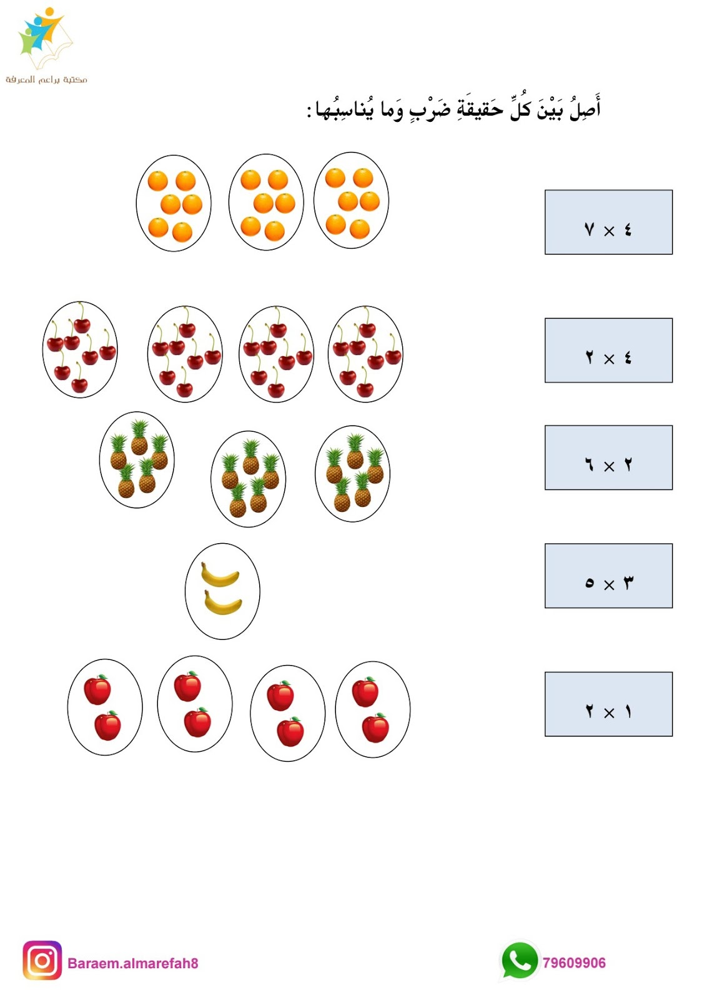 مكتبة براعم المعرفة
أَصِلُ بَيْنَ كُلِّ حَقيقَةِ ضَرْبٍ وَما يُناسِبُها:
٤ × ٧
٤ × ٢
٢ × ٦
٣ × ٥
١ × ٢
Baraem.almarefah8
79609906